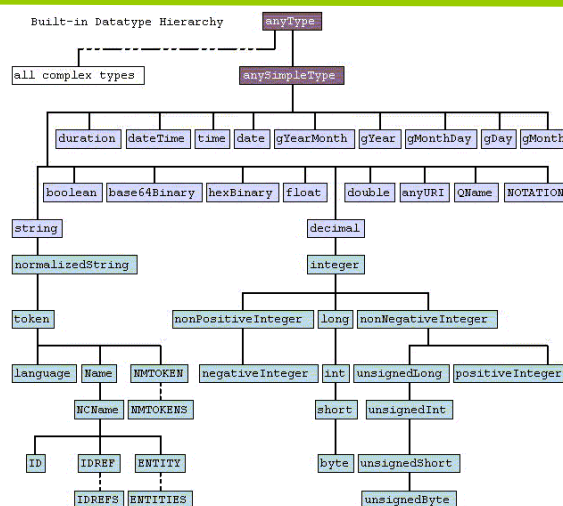 Built-in Datatype Hierarchy
anyType
all complex types
anySimpleType
duration dateTime time date gYearMonth gYear gMonthDay gDay gMonth
boolean base64Binary hexBinary float double anyURI QName NOTATION
string decimal
normalizedString integer
token nonPositiveInteger long nonNegativeInteger
language Name NMTOKEN negativeInteger int unsignedLong positiveInteger
NCName NMTOKENS short unsignedInt
ID IDREF ENTITY byte unsignedShort
IDREFS ENTITIES unsignedByte